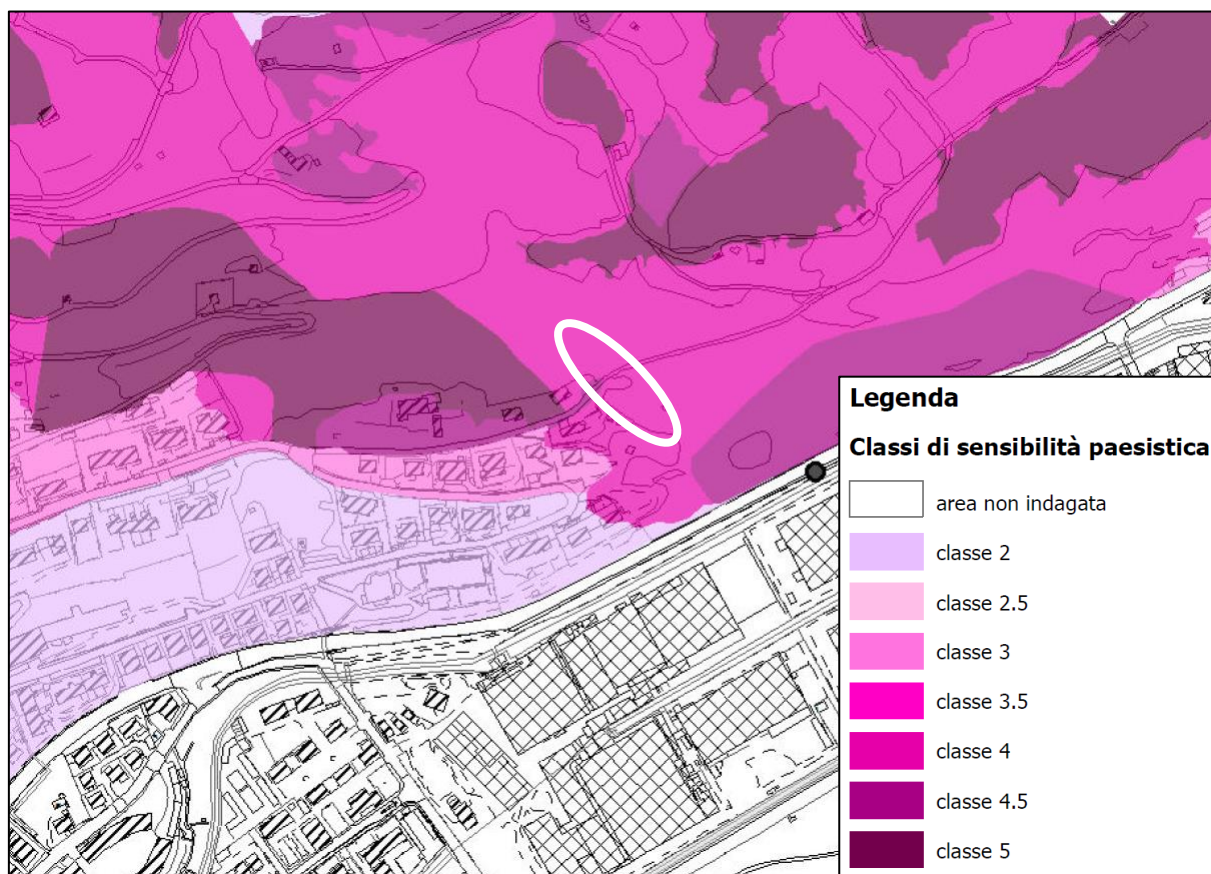 Legenda
Classi di sensibilità paesistica
area non indagata
classe 2
classe 2.5
classe 3
classe 3.5
classe 4
classe 4.5
classe 5